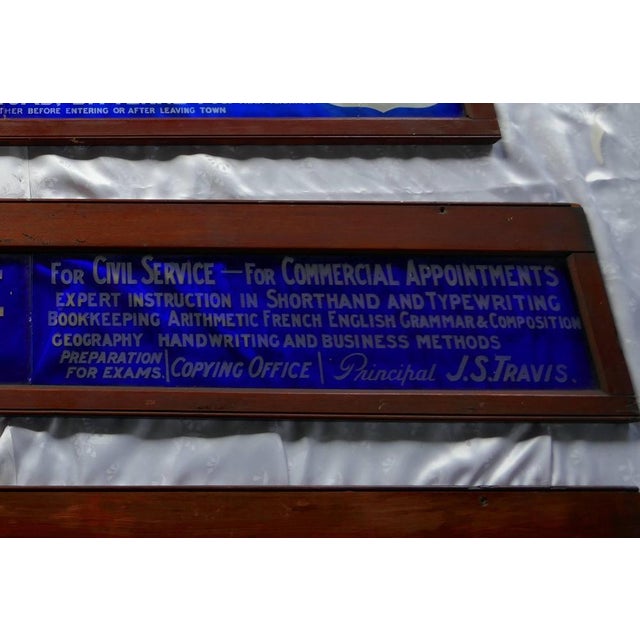 THER BEFORE ENTERING OR AFTER LEAVING TOWN
FOR CIVIL SERVICE — FOR COMMERCIAL APPOINTMENTS
EXPERT INSTRUCTION IN SHORTHAND AND TYPEWRITING
BOOKKEEPING ARITHMETIC FRENCH ENGLISH GRAMMAR & COMPOSITION
GEOGRAPHY HANDWRITING AND BUSINESS METHODS
PREPARATION
FOR EXAMS. | COPYING OFFICE | Principal J.S. TRAVIS.